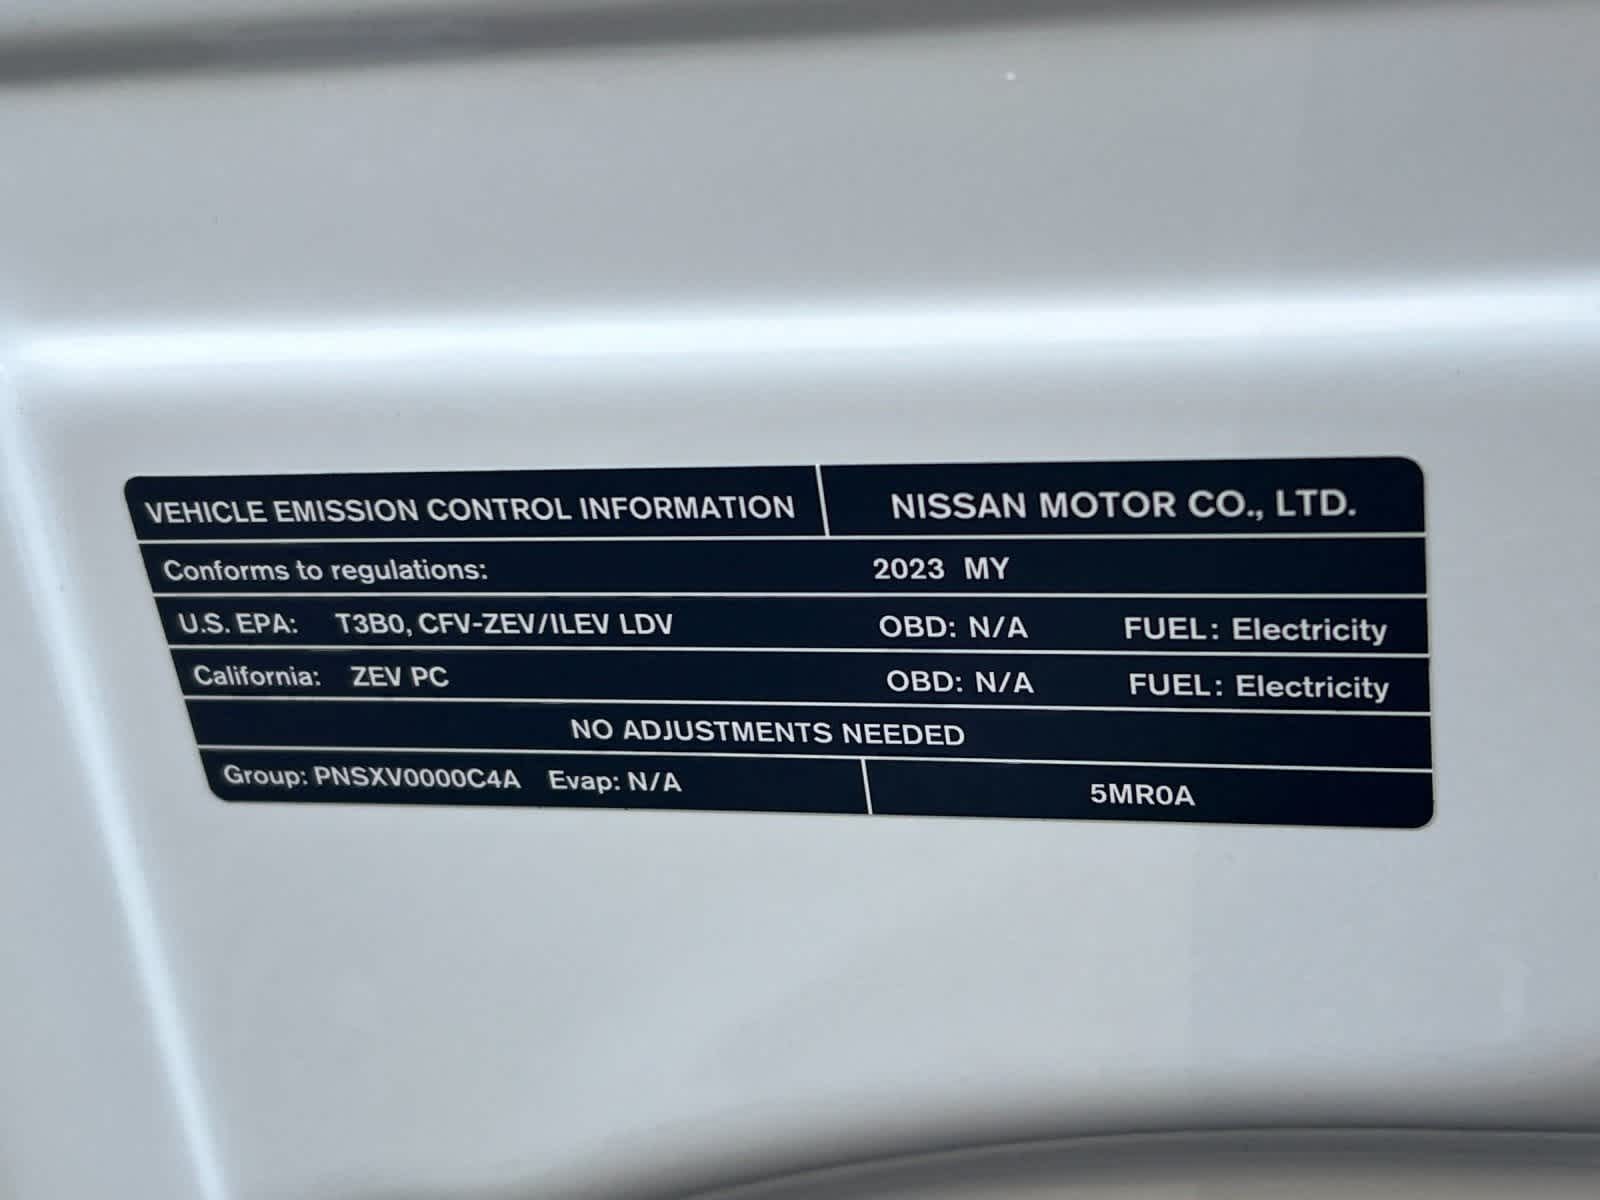 VEHICLE EMISSION CONTROL INFORMATION NISSAN MOTOR CO., LTD.
Conforms to regulations: 2023 MY
U.S. EPA: T3B0, CFV-ZEV/ILEV LDV OBD: N/A FUEL: Electricity
California: ZEV PC OBD: N/A FUEL: Electricity
NO ADJUSTMENTS NEEDED
Group: PNSXV0000C4A Evap: N/A 5MR0A